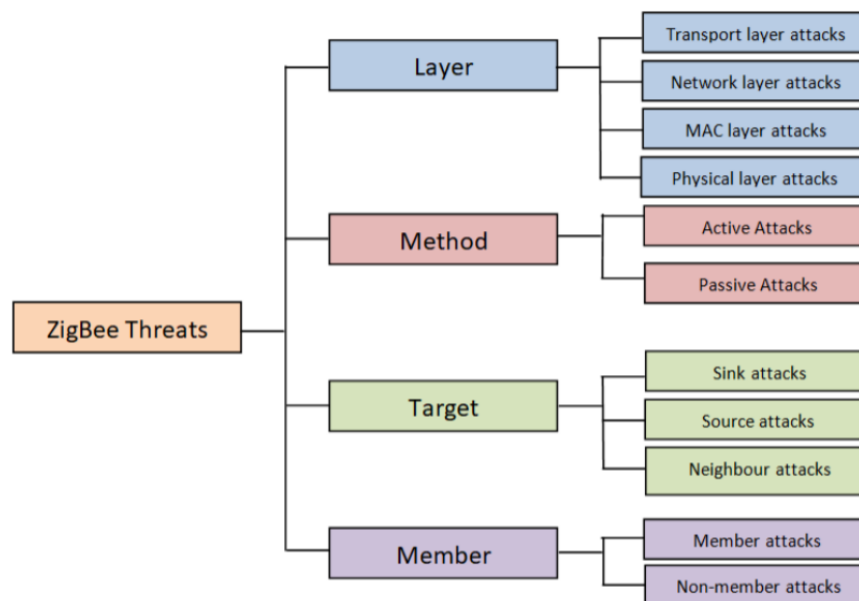 Transport layer attacks
Layer
Network layer attacks
MAC layer attacks
Physical layer attacks
Method
Active Attacks
Passive Attacks
ZigBee Threats
Target
Sink attacks
Source attacks
Neighbour attacks
Member
Member attacks
Non-member attacks